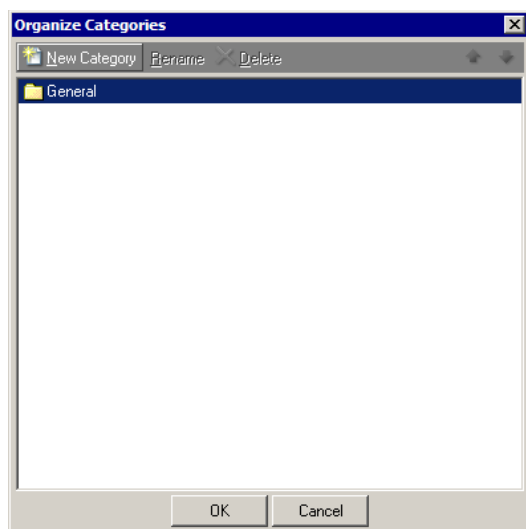 Organize Categories
New Category Rename Delete
General
OK Cancel